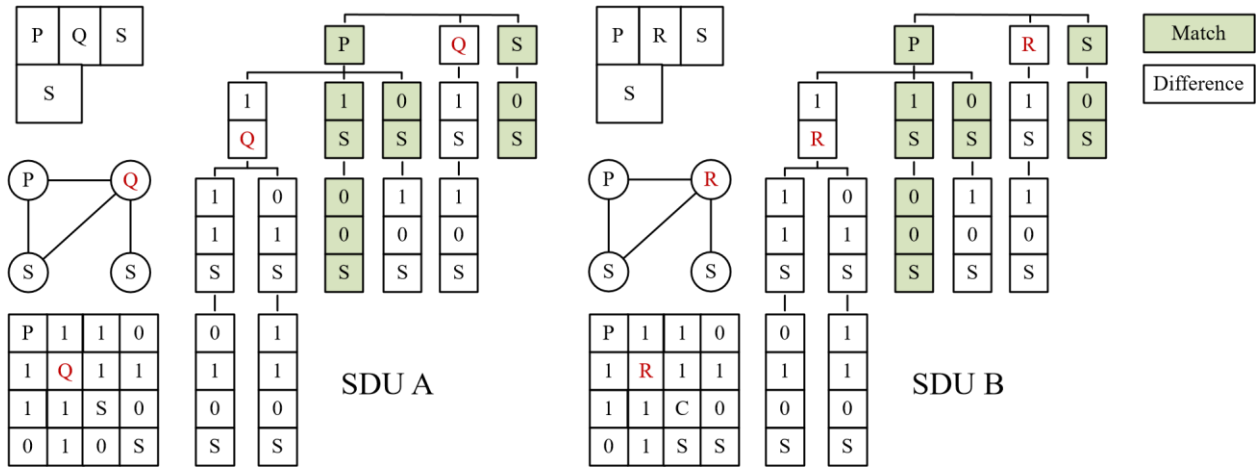 P Q S
S
P Q
S S
P 1 1 0
1 Q 1 1
1 1 S 0
0 1 0 S
P Q S
1 1 0 1 0
Q S S S S
1 0 0 1 1
1 1 0 0 0
S S S S S
0 1
1 1
0 0
S S
SDU A
P R S
S
P R
S S
P 1 1 0
1 R 1 1
1 1 C 0
0 1 S S
P R S
1 1 0 1 0
R S S S S
1 0 0 1 1
1 1 0 0 0
S S S S S
0 1
1 1
0 0
S S
SDU B
Match
Difference